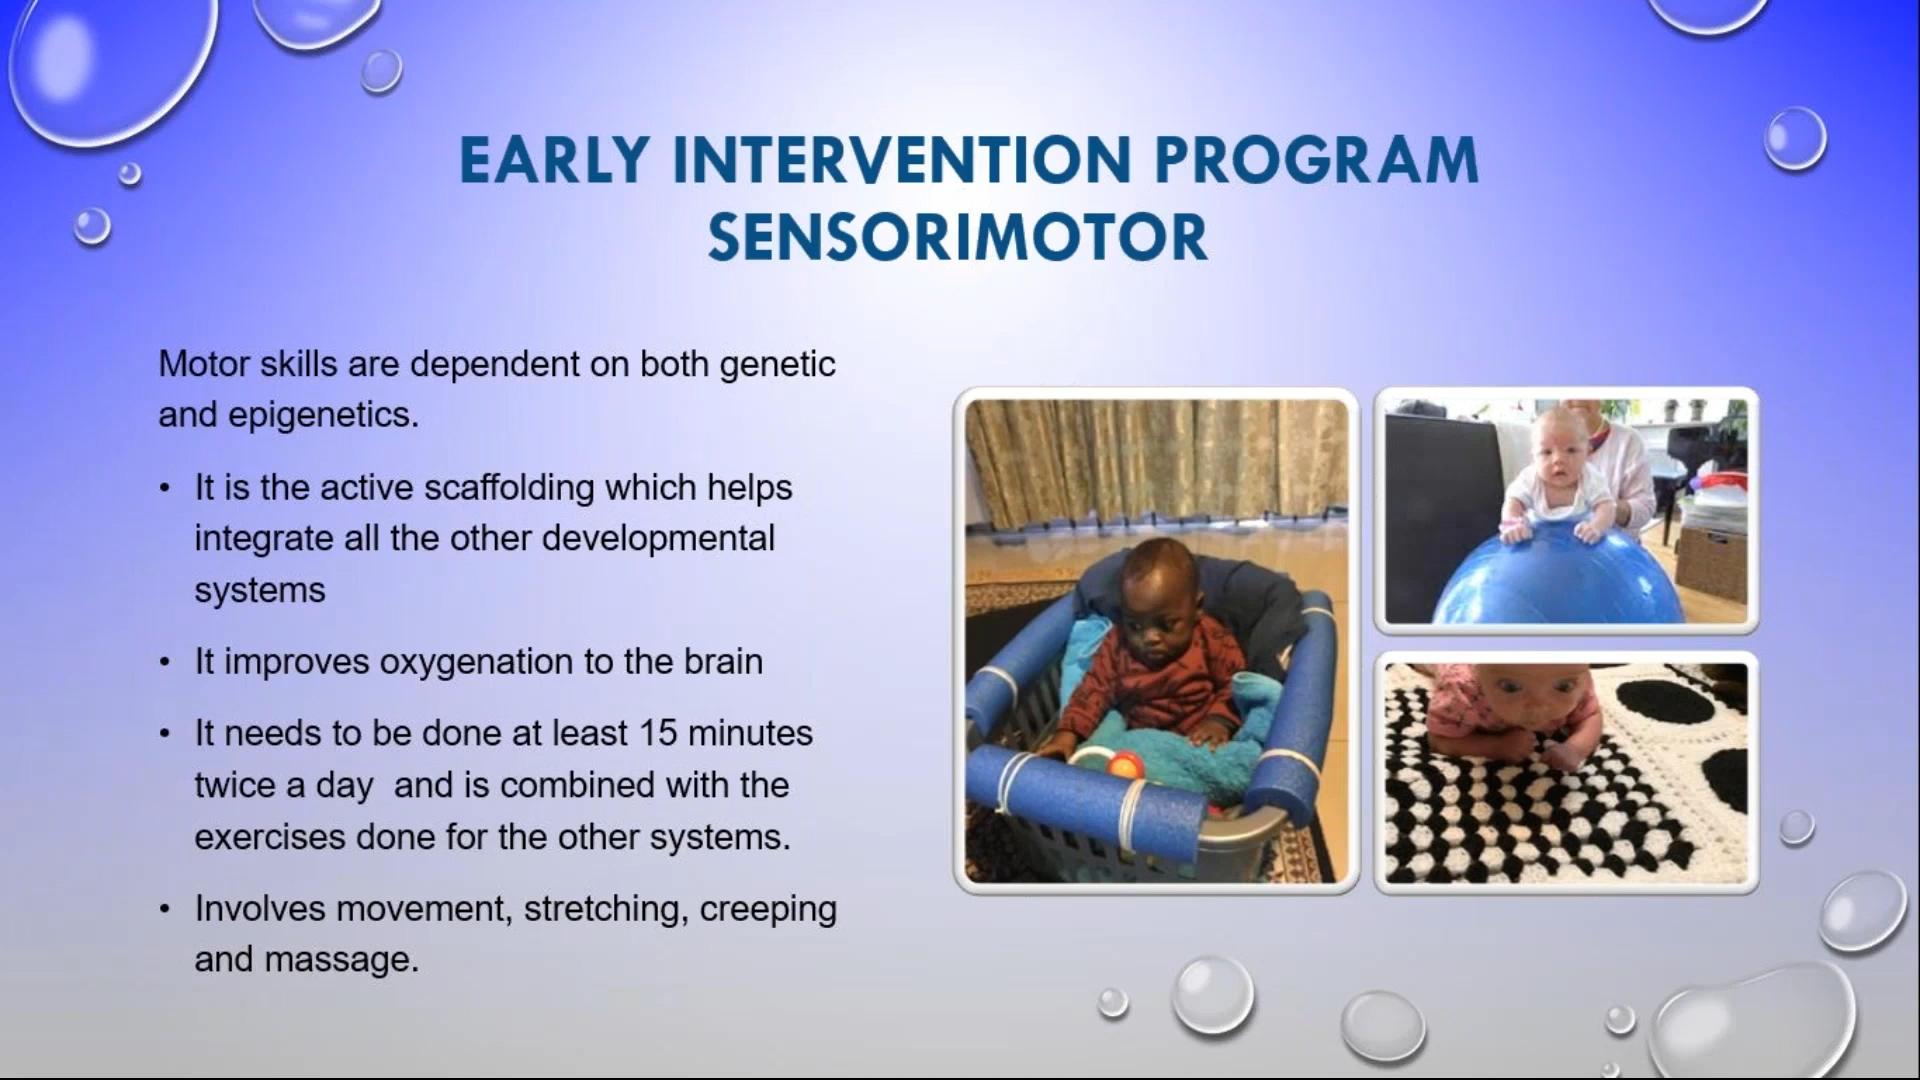 EARLY INTERVENTION PROGRAM
SENSORIMOTOR
Motor skills are dependent on both genetic
and epigenetics.
• It is the active scaffolding which helps
integrate all the other developmental
systems
• It improves oxygenation to the brain
• It needs to be done at least 15 minutes
twice a day  and is combined with the
exercises done for the other systems.
• Involves movement, stretching, creeping
and massage.